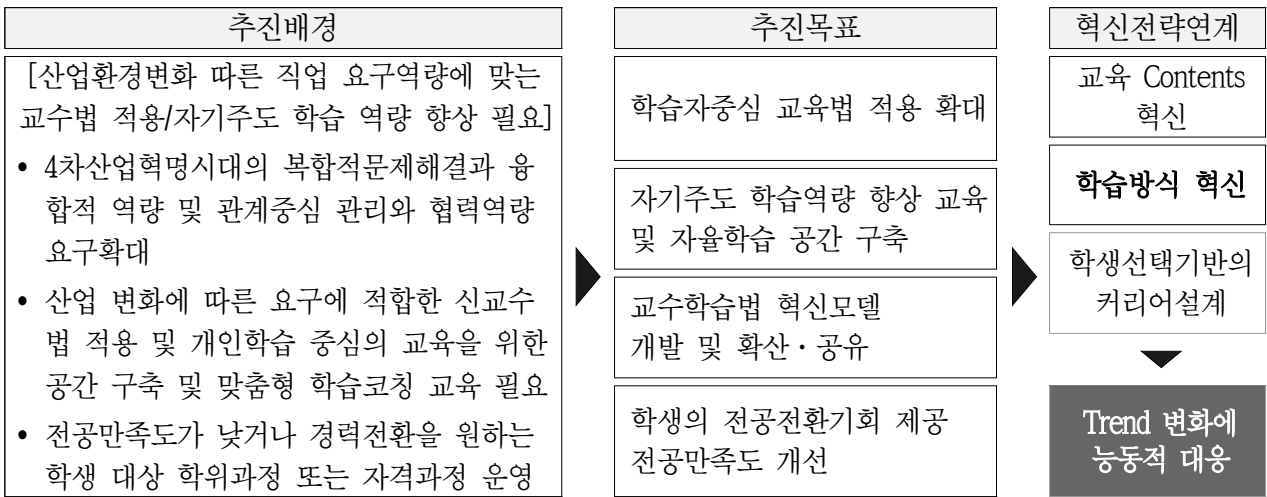 추진배경
[산업환경변화 따른 직업 요구역량에 맞는
교수법 적용/자기주도 학습 역량 향상 필요]
• 4차산업혁명시대의 복합적문제해결과 융
합적 역량 및 관계중심 관리와 협력역량
요구확대
• 산업 변화에 따른 요구에 적합한 신교수
법 적용 및 개인학습 중심의 교육을 위한
공간 구축 및 맞춤형 학습코칭 교육 필요
• 전공만족도가 낮거나 경력전환을 원하는
학생 대상 학위과정 또는 자격과정 운영
추진목표
학습자중심 교육법 적용 확대
자기주도 학습역량 향상 교육
및 자율학습 공간 구축
교수학습법 혁신모델
개발 및 확산·공유
학생의 전공전환기회 제공
전공만족도 개선
혁신전략연계
교육 Contents
혁신
학습방식 혁신
학생선택기반의
커리어설계
Trend 변화에
능동적 대응